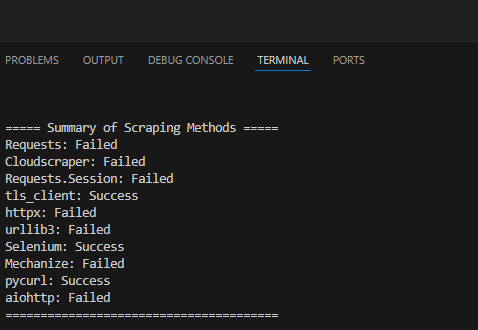 PROBLEMS OUTPUT DEBUG CONSOLE TERMINAL PORTS
===== Summary of Scraping Methods =====
Requests: Failed
Cloudscraper: Failed
Requests.Session: Failed
tls_client: Success
httpx: Failed
urllib3: Failed
Selenium: Success
Mechanize: Failed
pycurl: Success
aiohttp: Failed
=======================================